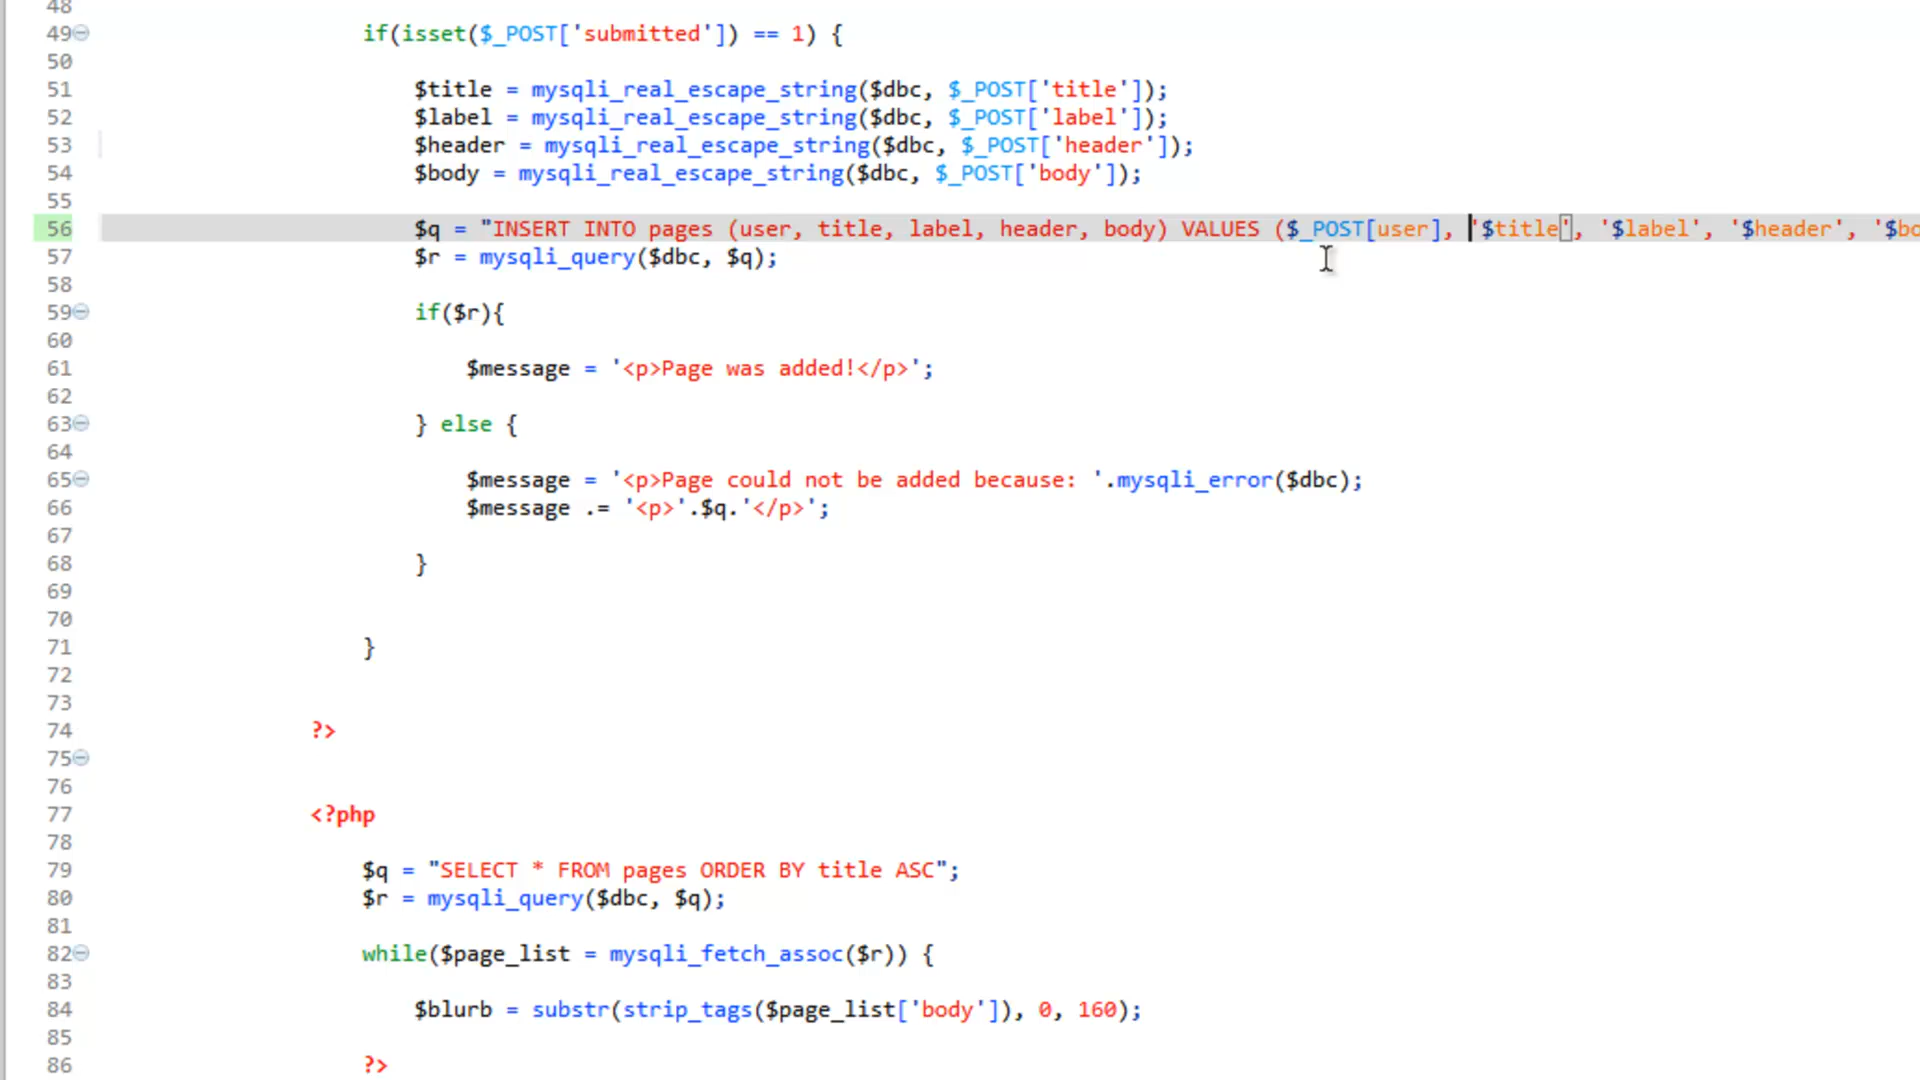 48
49 if(isset($_POST['submitted']) == 1) {
50
51 $title = mysqli_real_escape_string($dbc, $_POST['title']);
52 $label = mysqli_real_escape_string($dbc, $_POST['label']);
53 $header = mysqli_real_escape_string($dbc, $_POST['header']);
54 $body = mysqli_real_escape_string($dbc, $_POST['body']);
55
56 $q = "INSERT INTO pages (user, title, label, header, body) VALUES ($_POST[user], '$title', '$label', '$header', '$bo
57 $r = mysqli_query($dbc, $q);
58
59 if($r){
60
61 $message = '<p>Page was added!</p>';
62
63 } else {
64
65 $message = '<p>Page could not be added because: '.mysqli_error($dbc);
66 $message .= '<p>'.$q.'</p>';
67
68 }
69
70
71 }
72
73
74 ?>
75
76
77 <?php
78
79 $q = "SELECT * FROM pages ORDER BY title ASC";
80 $r = mysqli_query($dbc, $q);
81
82 while($page_list = mysqli_fetch_assoc($r)) {
83
84 $blurb = substr(strip_tags($page_list['body']), 0, 160);
85
86 ?>